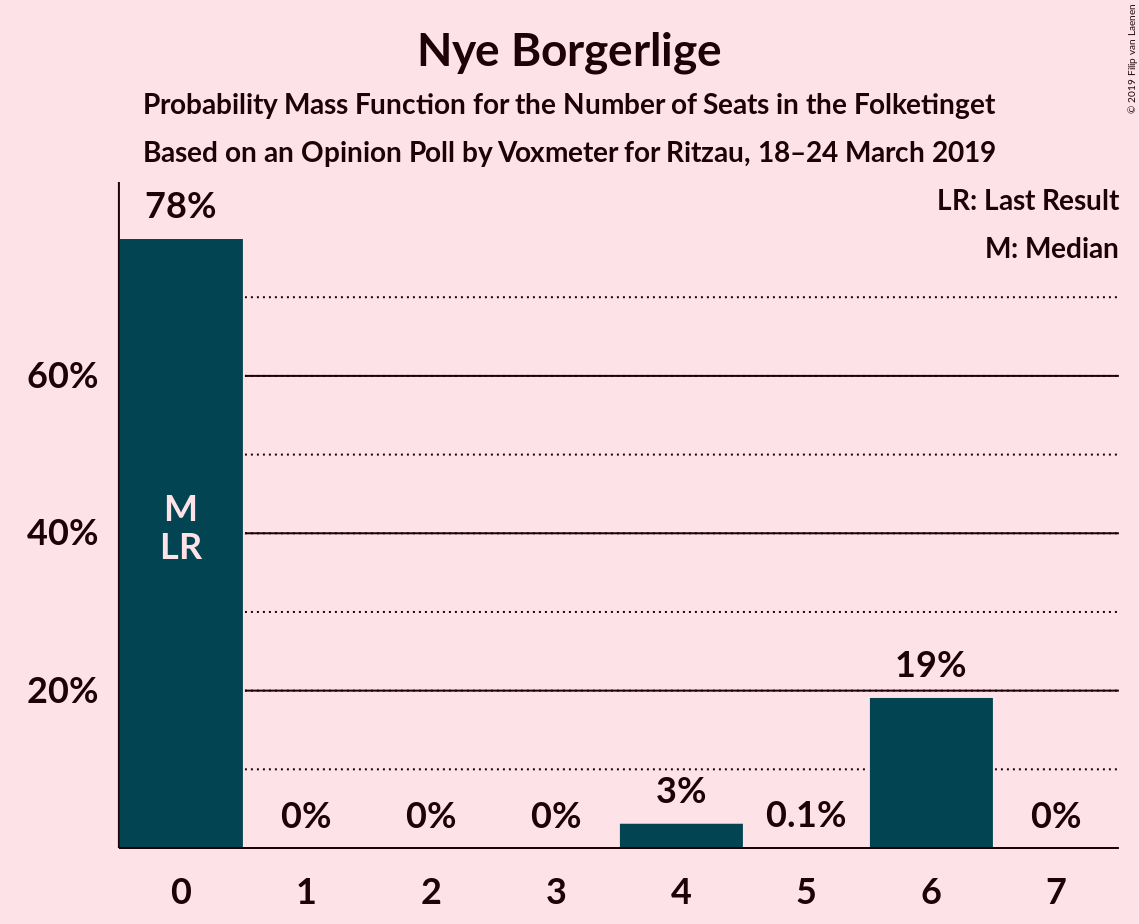 Nye Borgerlige
Probability Mass Function for the Number of Seats in the Folketinget
Based on an Opinion Poll by Voxmeter for Ritzau, 18–24 March 2019
© 2019 Filip van Laenen
LR: Last Result
M: Median
78%
60%
40%
20%
M
LR
0%
0%
0%
3%
0.1%
19%
0%
0
1
2
3
4
5
6
7